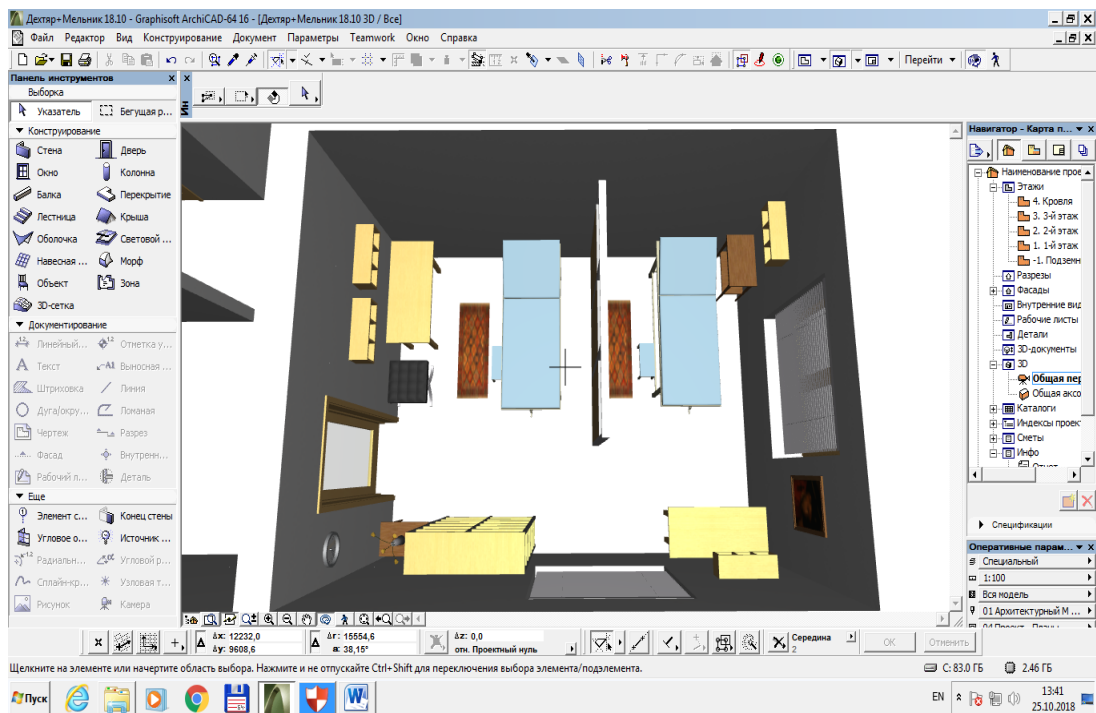 Дехтяр+Мельник 18.10 - Graphisoft ArchiCAD-64 16 - [Дехтяр+Мельник 18.10 3D / Все]
Файл Редактор Вид Конструирование Документ Параметры Teamwork Окно Справка
Перейти
Панель инструментов
Выборка
Указатель Бегущая р...
Ин
Конструирование
Стена Дверь
Окно Колонна
Балка Перекрытие
Лестница Крыша
Оболочка Световой ...
Навесная ... Морф
Объект Зона
3D-сетка
Документирование
Линейный... Отметка у...
Текст Выносная ...
Штриховка Линия
Дуга/окру... Ломаная
Чертеж Разрез
Фасад Внутренн...
Рабочий л... Деталь
Еще
Элемент с... Конец стены
Угловое о... Источник ...
Радиальн... Угловой р...
Сплайн-кр... Узловая т...
Рисунок Камера
Навигатор - Карта п...
Наименование прое
Этажи
4. Кровля
3. 3-й этаж
2. 2-й этаж
1. 1-й этаж
-1. Подземн
Разрезы
Фасады
Внутренние вид
Рабочие листы
Детали
3D-документы
3D
Общая пер
Общая аксо
Каталоги
Индексы проек
Сметы
Инфо
Спецификации
Оперативные парам...
Специальный
1:100
Вся модель
01 Архитектурный М ...
Δx: 12232,0
Δy: 9608,6
Δr: 15554,6
α: 38,15°
Δz: 0,0
отн. Проектный нуль
Середина
2
OK
Отменить
Щелкните на элементе или начертите область выбора. Нажмите и не отпускайте Ctrl+Shift для переключения выбора элемента/подэлемента.
C: 83.0 ГБ 2.46 ГБ
Пуск
EN
13:41
25.10.2018